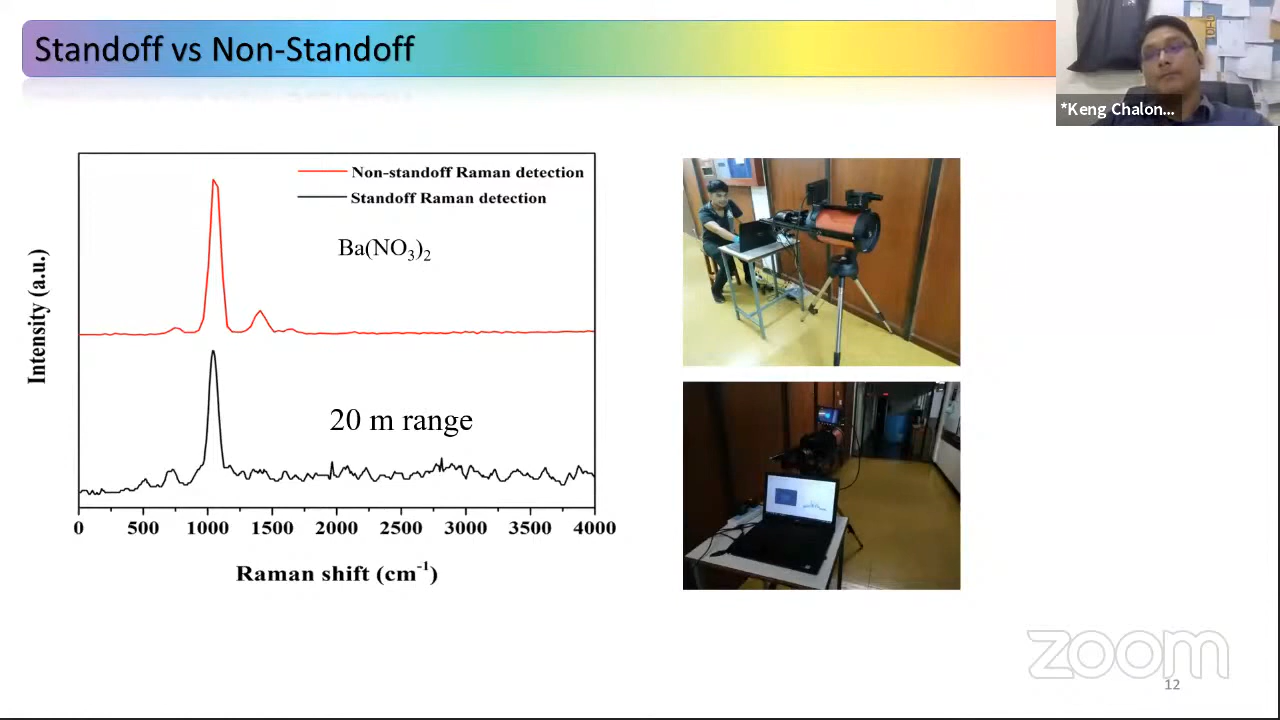 Standoff vs Non-Standoff
*Keng Chalon...
Non-standoff Raman detection
Standoff Raman detection
Ba(NO₃)₂
20 m range
Intensity (a.u.)
0 500 1000 1500 2000 2500 3000 3500 4000
Raman shift (cm⁻¹)
zoom
12